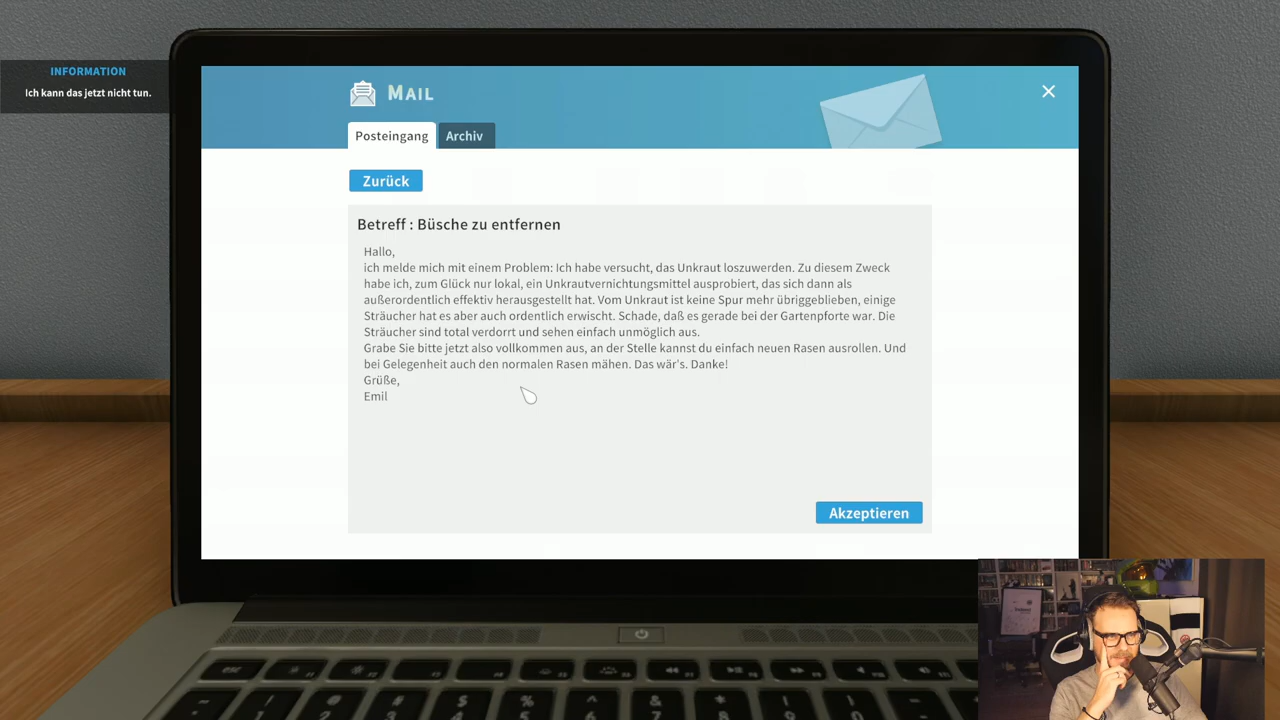 INFORMATION
Ich kann das jetzt nicht tun.
MAIL
Posteingang
Archiv
Zurück
Betreff : Büsche zu entfernen
Hallo,
ich melde mich mit einem Problem: Ich habe versucht, das Unkraut loszuwerden. Zu diesem Zweck
habe ich, zum Glück nur lokal, ein Unkrautvernichtungsmittel ausprobiert, das sich dann als
außerordentlich effektiv herausgestellt hat. Vom Unkraut ist keine Spur mehr übriggeblieben, einige
Sträucher hat es aber auch ordentlich erwischt. Schade, daß es gerade bei der Gartenpforte war. Die
Sträucher sind total verdorrt und sehen einfach unmöglich aus.
Grabe Sie bitte jetzt also vollkommen aus, an der Stelle kannst du einfach neuen Rasen ausrollen. Und
bei Gelegenheit auch den normalen Rasen mähen. Das wär's. Danke!
Grüße,
Emil
Akzeptieren